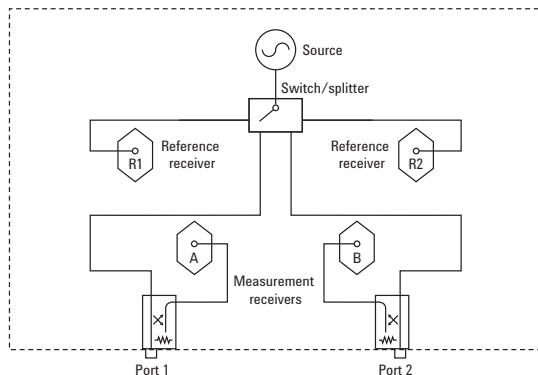 Source
Switch/splitter
Reference
receiver
R1
Reference
receiver
R2
A
B
Measurement
receivers
Port 1
Port 2